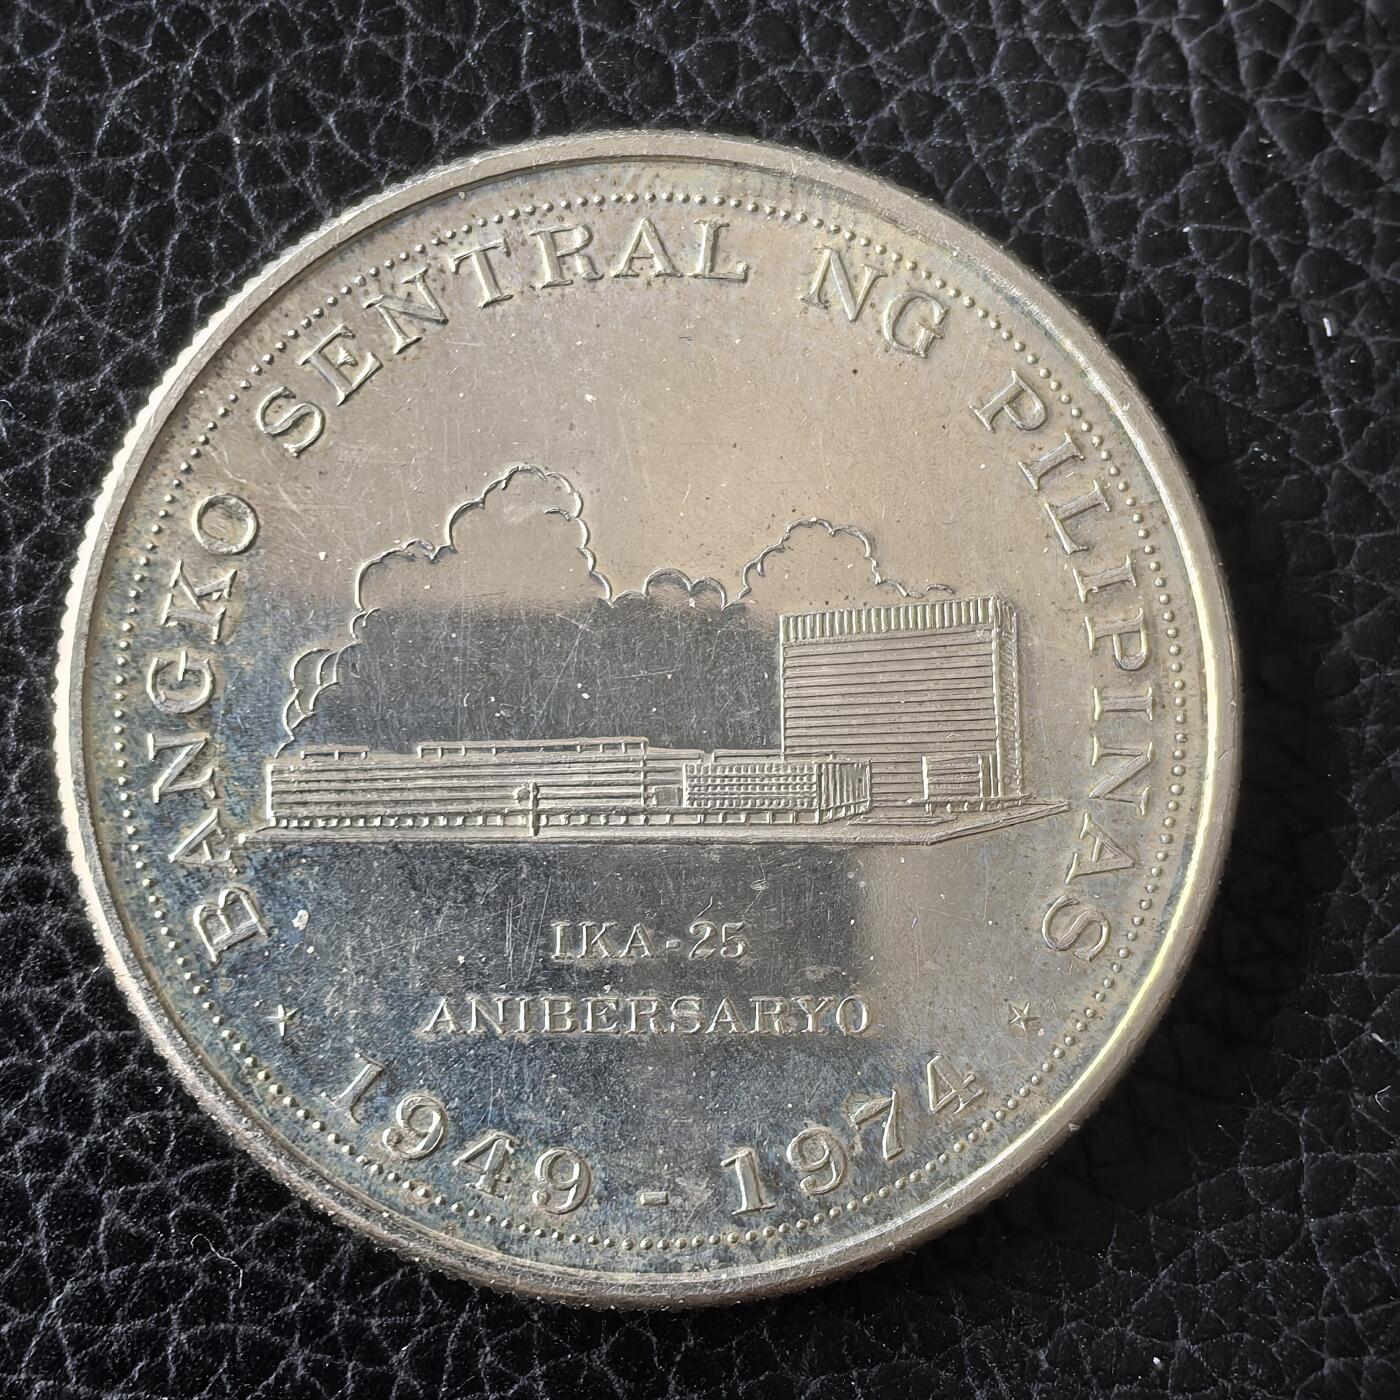 BANGKO SENTRAL NG PILIPINAS
IKA-25
ANIBERSARYO
1949 - 1974